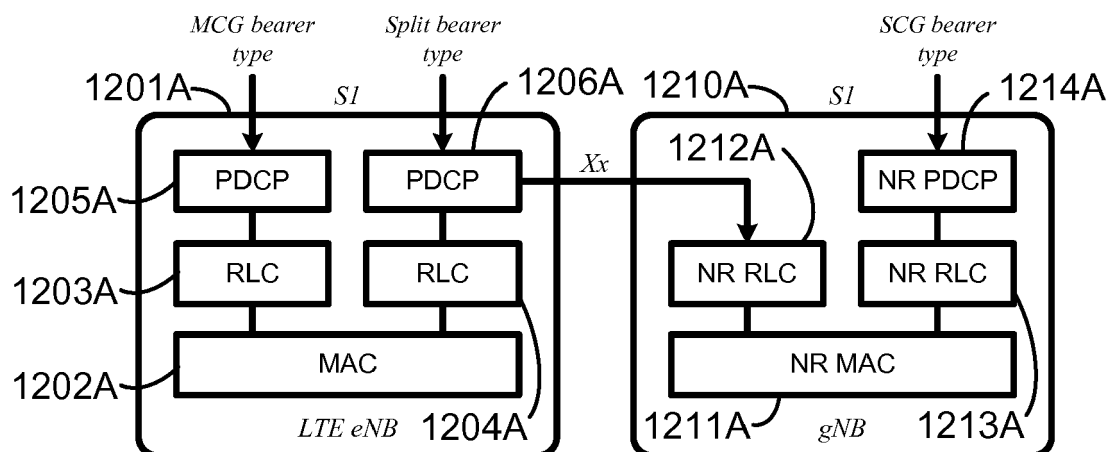 MCG bearer type
Split bearer type
SCG bearer type
1201A
S1
1206A
1210A
S1
1214A
1212A
PDCP
PDCP
Xx
NR PDCP
1205A
RLC
RLC
NR RLC
NR RLC
1203A
MAC
NR MAC
1202A
LTE eNB
1204A
1211A
gNB
1213A